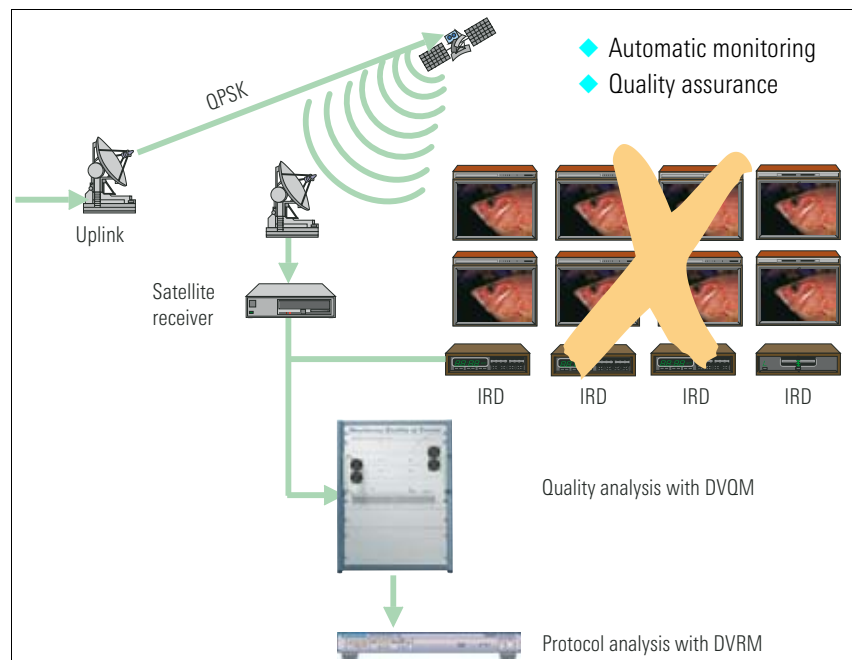 Automatic monitoring
Quality assurance
QPSK
Uplink
Satellite
receiver
IRD
IRD
IRD
IRD
Quality analysis with DVQM
Protocol analysis with DVRM